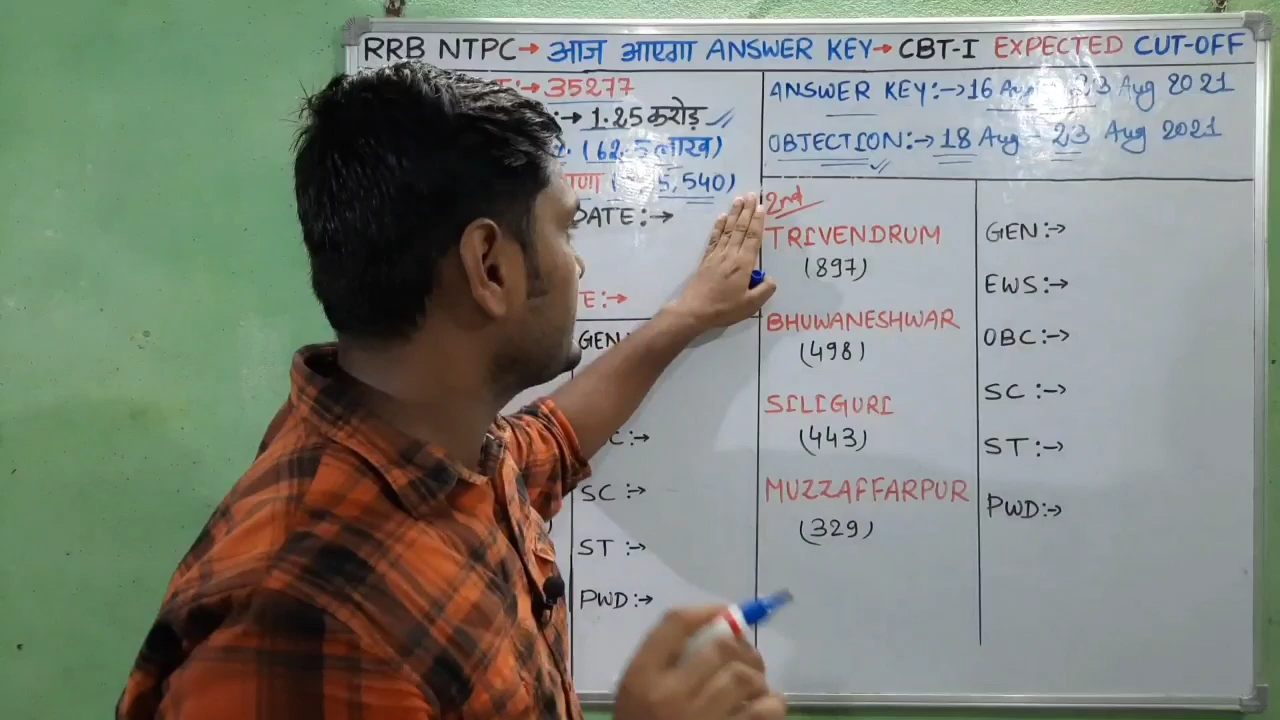 RRB NTPC→ आज आएगा ANSWER KEY→ CBT-I EXPECTED CUT-OFF
→ 35277
:→ 1.25 करोड़
(62.5 लाख)
गुणा 5,540)
DATE:→
E:→
GEN:
C:→
SC :→
ST :→
PWD:→
ANSWER KEY:→16 Aug 23 Aug 2021
OBJECTION:→ 18 Aug - 23 Aug 2021
2nd
TRIVENDRUM
(897)
BHUWANESHWAR
(498)
SILIGURI
(443)
MUZZAFFARPUR
(329)
GEN:→
EWS:→
OBC:→
SC :→
ST :→
PWD:→